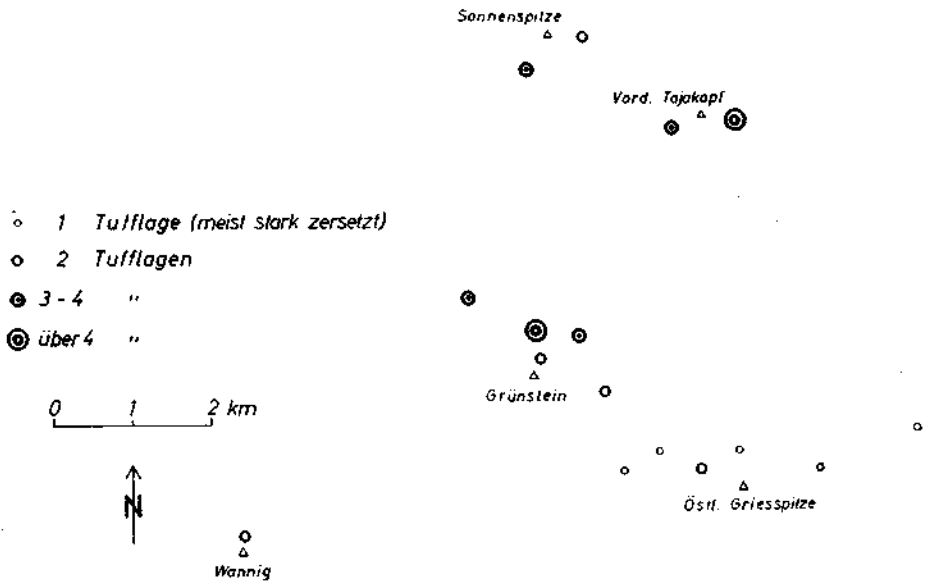 Sonnenspitze
Vord. Tajakopf
1 Tufflage (meist stark zersetzt)
2 Tufflagen
3 - 4 "
über 4 "
Grünstein
0 1 2 km
N
Östl. Griesspitze
Wannig